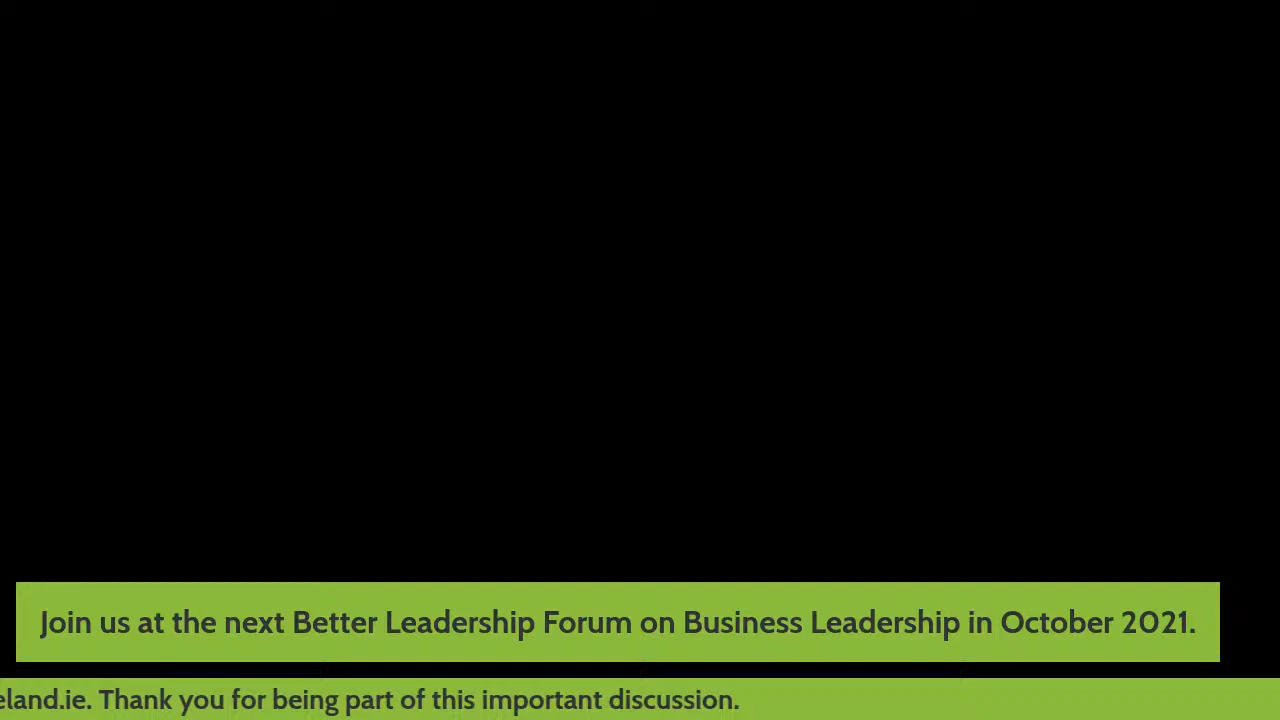 Join us at the next Better Leadership Forum on Business Leadership in October 2021.
eland.ie. Thank you for being part of this important discussion.